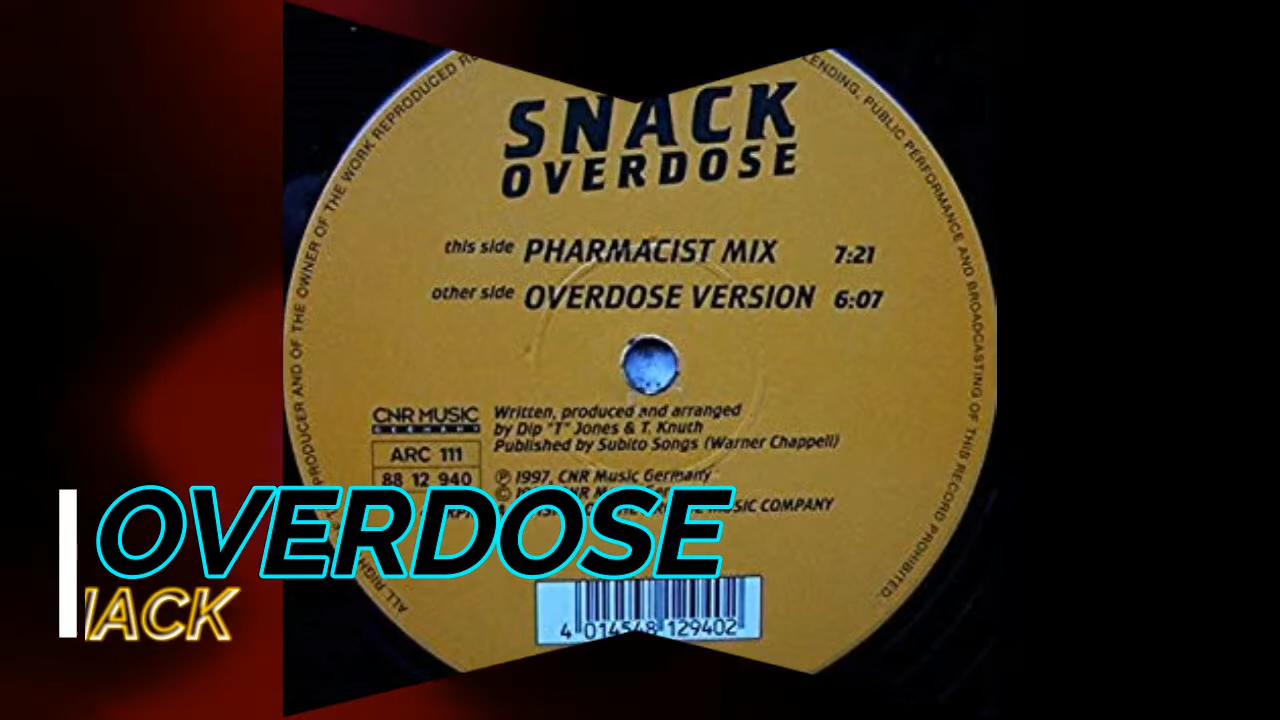 SNACK
OVERDOSE
this side PHARMACIST MIX 7:21
other side OVERDOSE VERSION 6:07
CNR MUSIC
GERMANY
ARC 111
88 12 940
Written, produced and arranged
by Dip "T" Jones & T. Knuth
Published by Subito Songs (Warner Chappell)
℗ 1997, CNR Music Germany
©
MUSIC COMPANY
PRODUCER AND OF THE OWNER OF THE WORK REPRODUCED
LENDING, PUBLIC PERFORMANCE AND BROADCASTING OF THIS RECORD PROHIBITED.
ALL
OVERDOSE
ACK
4 014548 129402